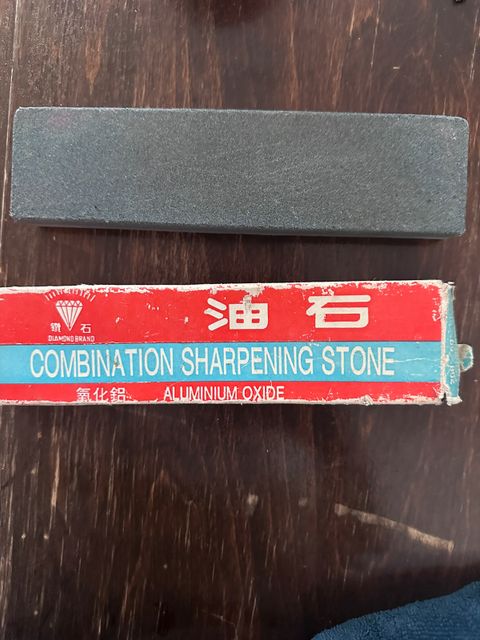 油石
鑽石
DIAMOND BRAND
COMBINATION SHARPENING STONE
氧化鋁 ALUMINIUM OXIDE